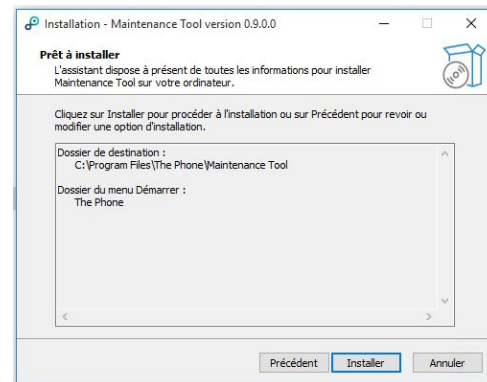 Installation - Maintenance Tool version 0.9.0.0
Prêt à installer
L'assistant dispose à présent de toutes les informations pour installer
Maintenance Tool sur votre ordinateur.
Cliquez sur Installer pour procéder à l'installation ou sur Précédent pour revoir ou
modifier une option d'installation.
Dossier de destination :
C:\Program Files\The Phone\Maintenance Tool
Dossier du menu Démarrer :
The Phone
Précédent Installer Annuler